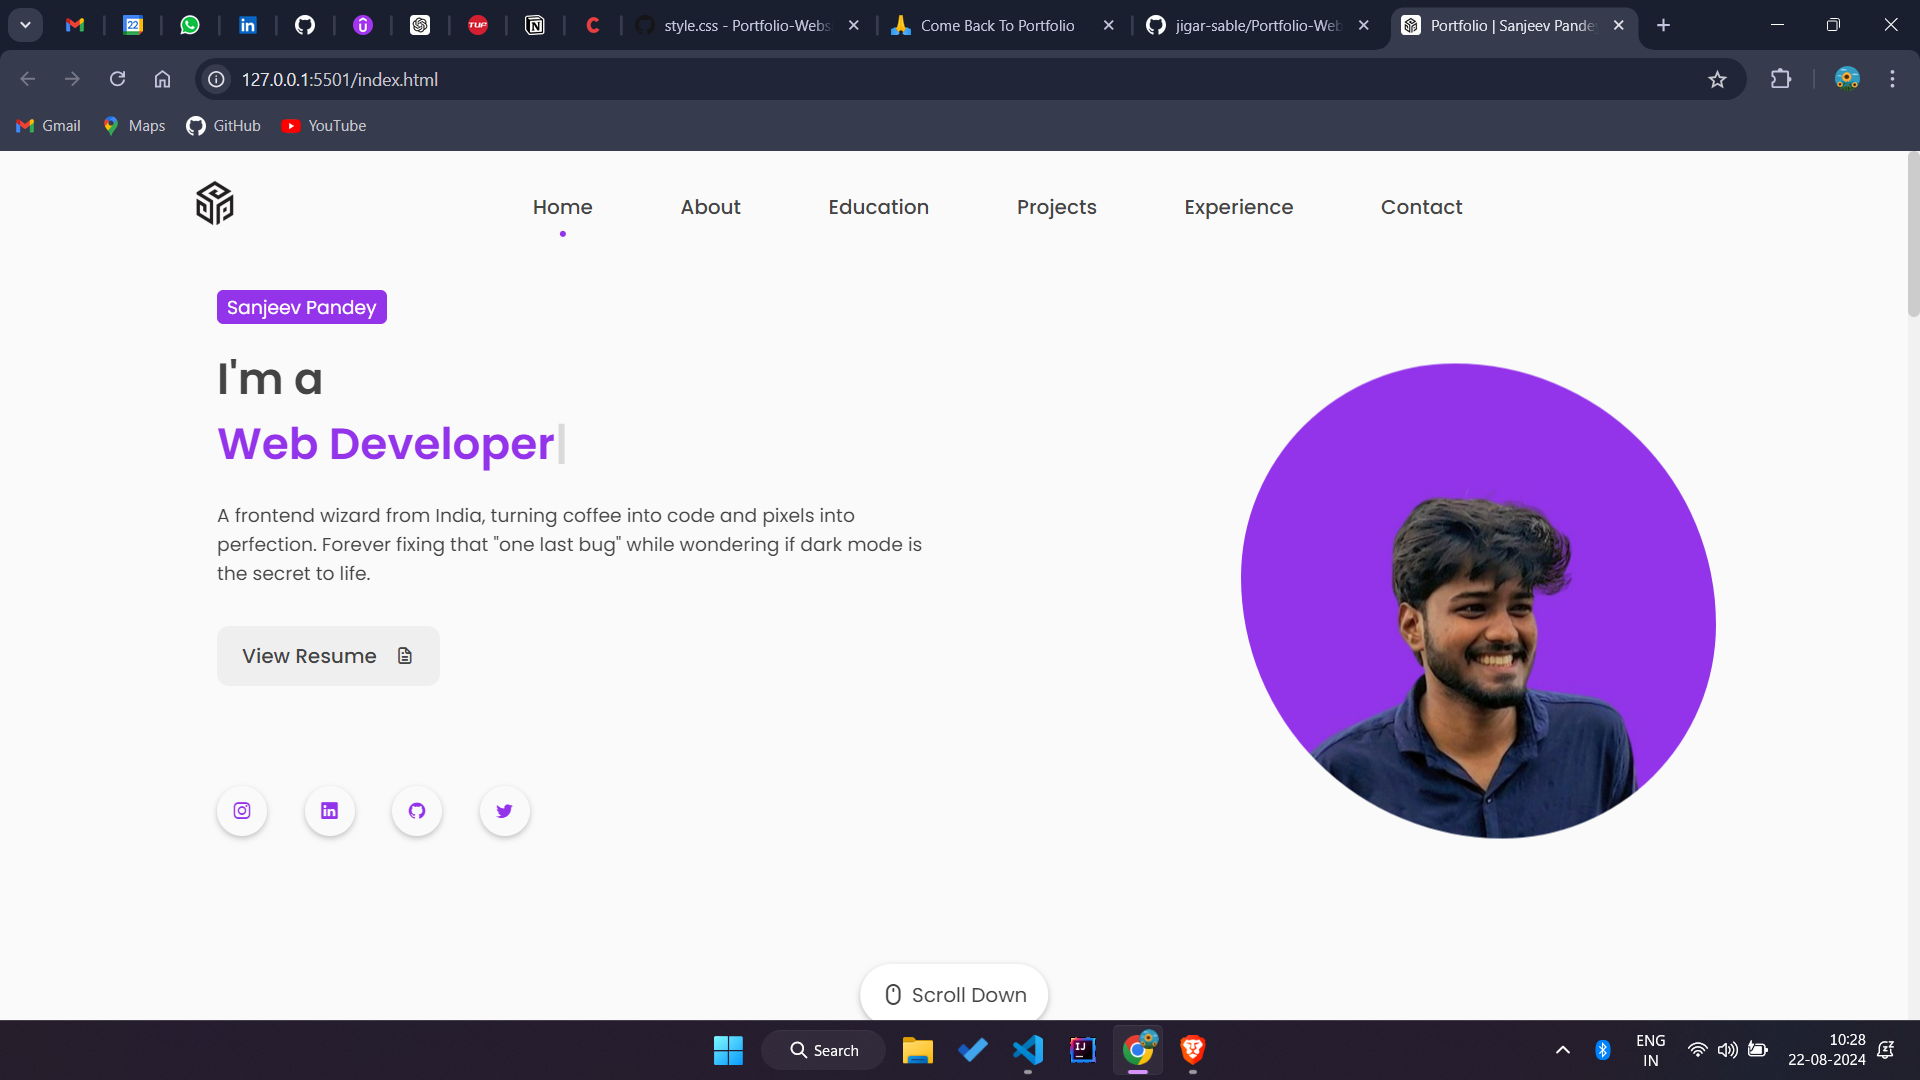 style.css - Portfolio-Webs
Come Back To Portfolio
jigar-sable/Portfolio-Web
Portfolio | Sanjeev Pande
127.0.0.1:5501/index.html
Gmail
Maps
GitHub
YouTube
Home
About
Education
Projects
Experience
Contact
Sanjeev Pandey
I'm a
Web Developer
A frontend wizard from India, turning coffee into code and pixels into
perfection. Forever fixing that "one last bug" while wondering if dark mode is
the secret to life.
View Resume
Scroll Down
Search
ENG
IN
10:28
22-08-2024